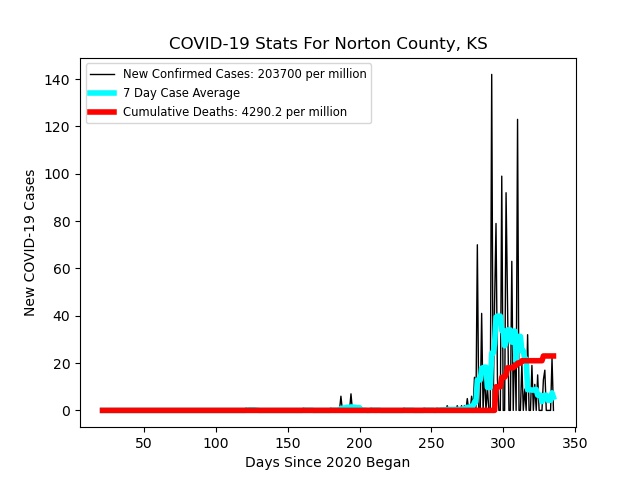 COVID-19 Stats For Norton County, KS
New Confirmed Cases: 203700 per million
7 Day Case Average
Cumulative Deaths: 4290.2 per million
New COVID-19 Cases
140
120
100
80
60
40
20
0
50 100 150 200 250 300 350
Days Since 2020 Began